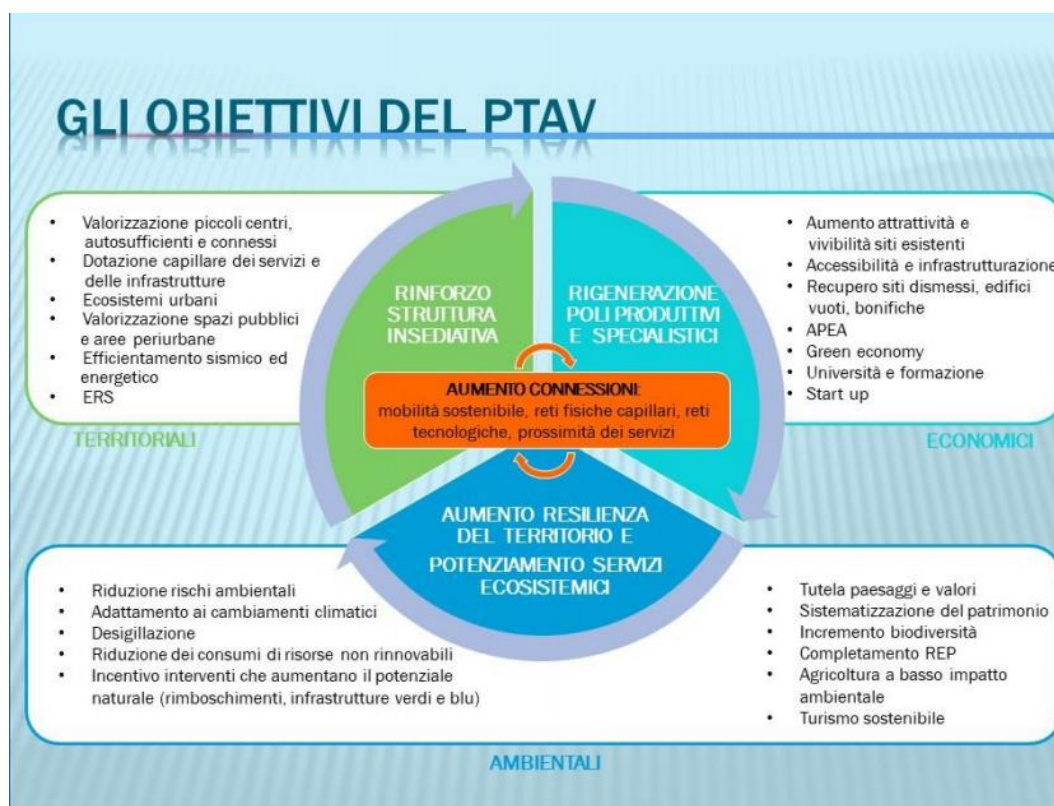 GLI OBIETTIVI DEL PTAV
• Valorizzazione piccoli centri,
autosufficienti e connessi
• Dotazione capillare dei servizi e
delle infrastrutture
• Ecosistemi urbani
• Valorizzazione spazi pubblici
e aree periurbane
• Efficientamento sismico ed
energetico
• ERS
TERRITORIALI
RINFORZO
STRUTTURA
INSEDIATIVA
RIGENERAZIONE
POLI PRODUTTIVI
E SPECIALISTICI
• Aumento attrattività e
vivibilità siti esistenti
• Accessibilità e infrastrutturazione
• Recupero siti dismessi, edifici
vuoti, bonifiche
• APEA
• Green economy
• Università e formazione
• Start up
ECONOMICI
AUMENTO CONNESSIONI:
mobilità sostenibile, reti fisiche capillari, reti
tecnologiche, prossimità dei servizi
AUMENTO RESILIENZA
DEL TERRITORIO E
POTENZIAMENTO SERVIZI
ECOSISTEMICI
• Riduzione rischi ambientali
• Adattamento ai cambiamenti climatici
• Desigillazione
• Riduzione dei consumi di risorse non rinnovabili
• Incentivo interventi che aumentano il potenziale
naturale (rimboschimenti, infrastrutture verdi e blu)
• Tutela paesaggi e valori
• Sistematizzazione del patrimonio
• Incremento biodiversità
• Completamento REP
• Agricoltura a basso impatto
ambientale
• Turismo sostenibile
AMBIENTALI